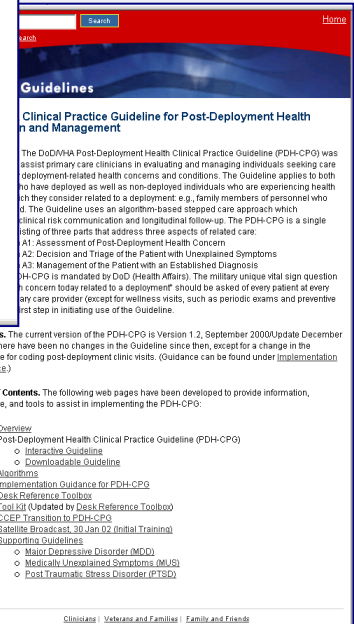 Search
Home
earch
Guidelines
Clinical Practice Guideline for Post-Deployment Health
n and Management
The DoD/VHA Post-Deployment Health Clinical Practice Guideline (PDH-CPG) was
assist primary care clinicians in evaluating and managing individuals seeking care
deployment-related health concerns and conditions. The Guideline applies to both
ho have deployed as well as non-deployed individuals who are experiencing health
ich they consider related to a deployment: e.g., family members of personnel who
d. The Guideline uses an algorithm-based stepped care approach which
clinical risk communication and longitudinal follow-up. The PDH-CPG is a single
isting of three parts that address three aspects of related care:
A1: Assessment of Post-Deployment Health Concern
A2: Decision and Triage of the Patient with Unexplained Symptoms
A3: Management of the Patient with an Established Diagnosis
DH-CPG is mandated by DoD (Health Affairs). The military unique vital sign question
h concern today related to a deployment" should be asked of every patient at every
ary care provider (except for wellness visits, such as periodic exams and preventive
irst step in initiating use of the Guideline.
s. The current version of the PDH-CPG is Version 1.2, September 2000/Update December
here have been no changes in the Guideline since then, except for a change in the
e for coding post-deployment clinic visits. (Guidance can be found under Implementation
ce.)
Contents. The following web pages have been developed to provide information,
e, and tools to assist in implementing the PDH-CPG:
Overview
Post-Deployment Health Clinical Practice Guideline (PDH-CPG)
Interactive Guideline
Downloadable Guideline
Algorithms
Implementation Guidance for PDH-CPG
Desk Reference Toolbox
Tool Kit (Updated by Desk Reference Toolbox)
CCEP Transition to PDH-CPG
Satellite Broadcast, 30 Jan 02 (Initial Training)
Supporting Guidelines
Major Depressive Disorder (MDD)
Medically Unexplained Symptoms (MUS)
Post Traumatic Stress Disorder (PTSD)
Clinicians | Veterans and Families | Family and Friends